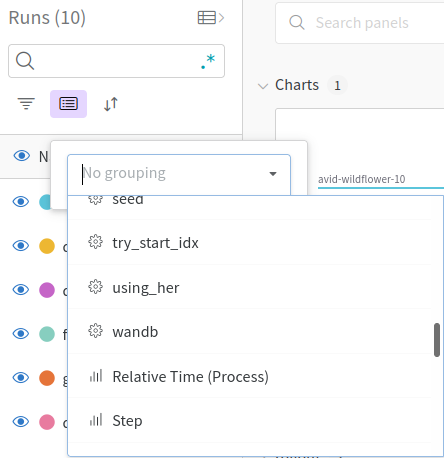 Runs (10)
Search panels
.*
Charts 1
N
No grouping
avid-wildflower-10
seed
try_start_idx
using_her
wandb
Relative Time (Process)
Step